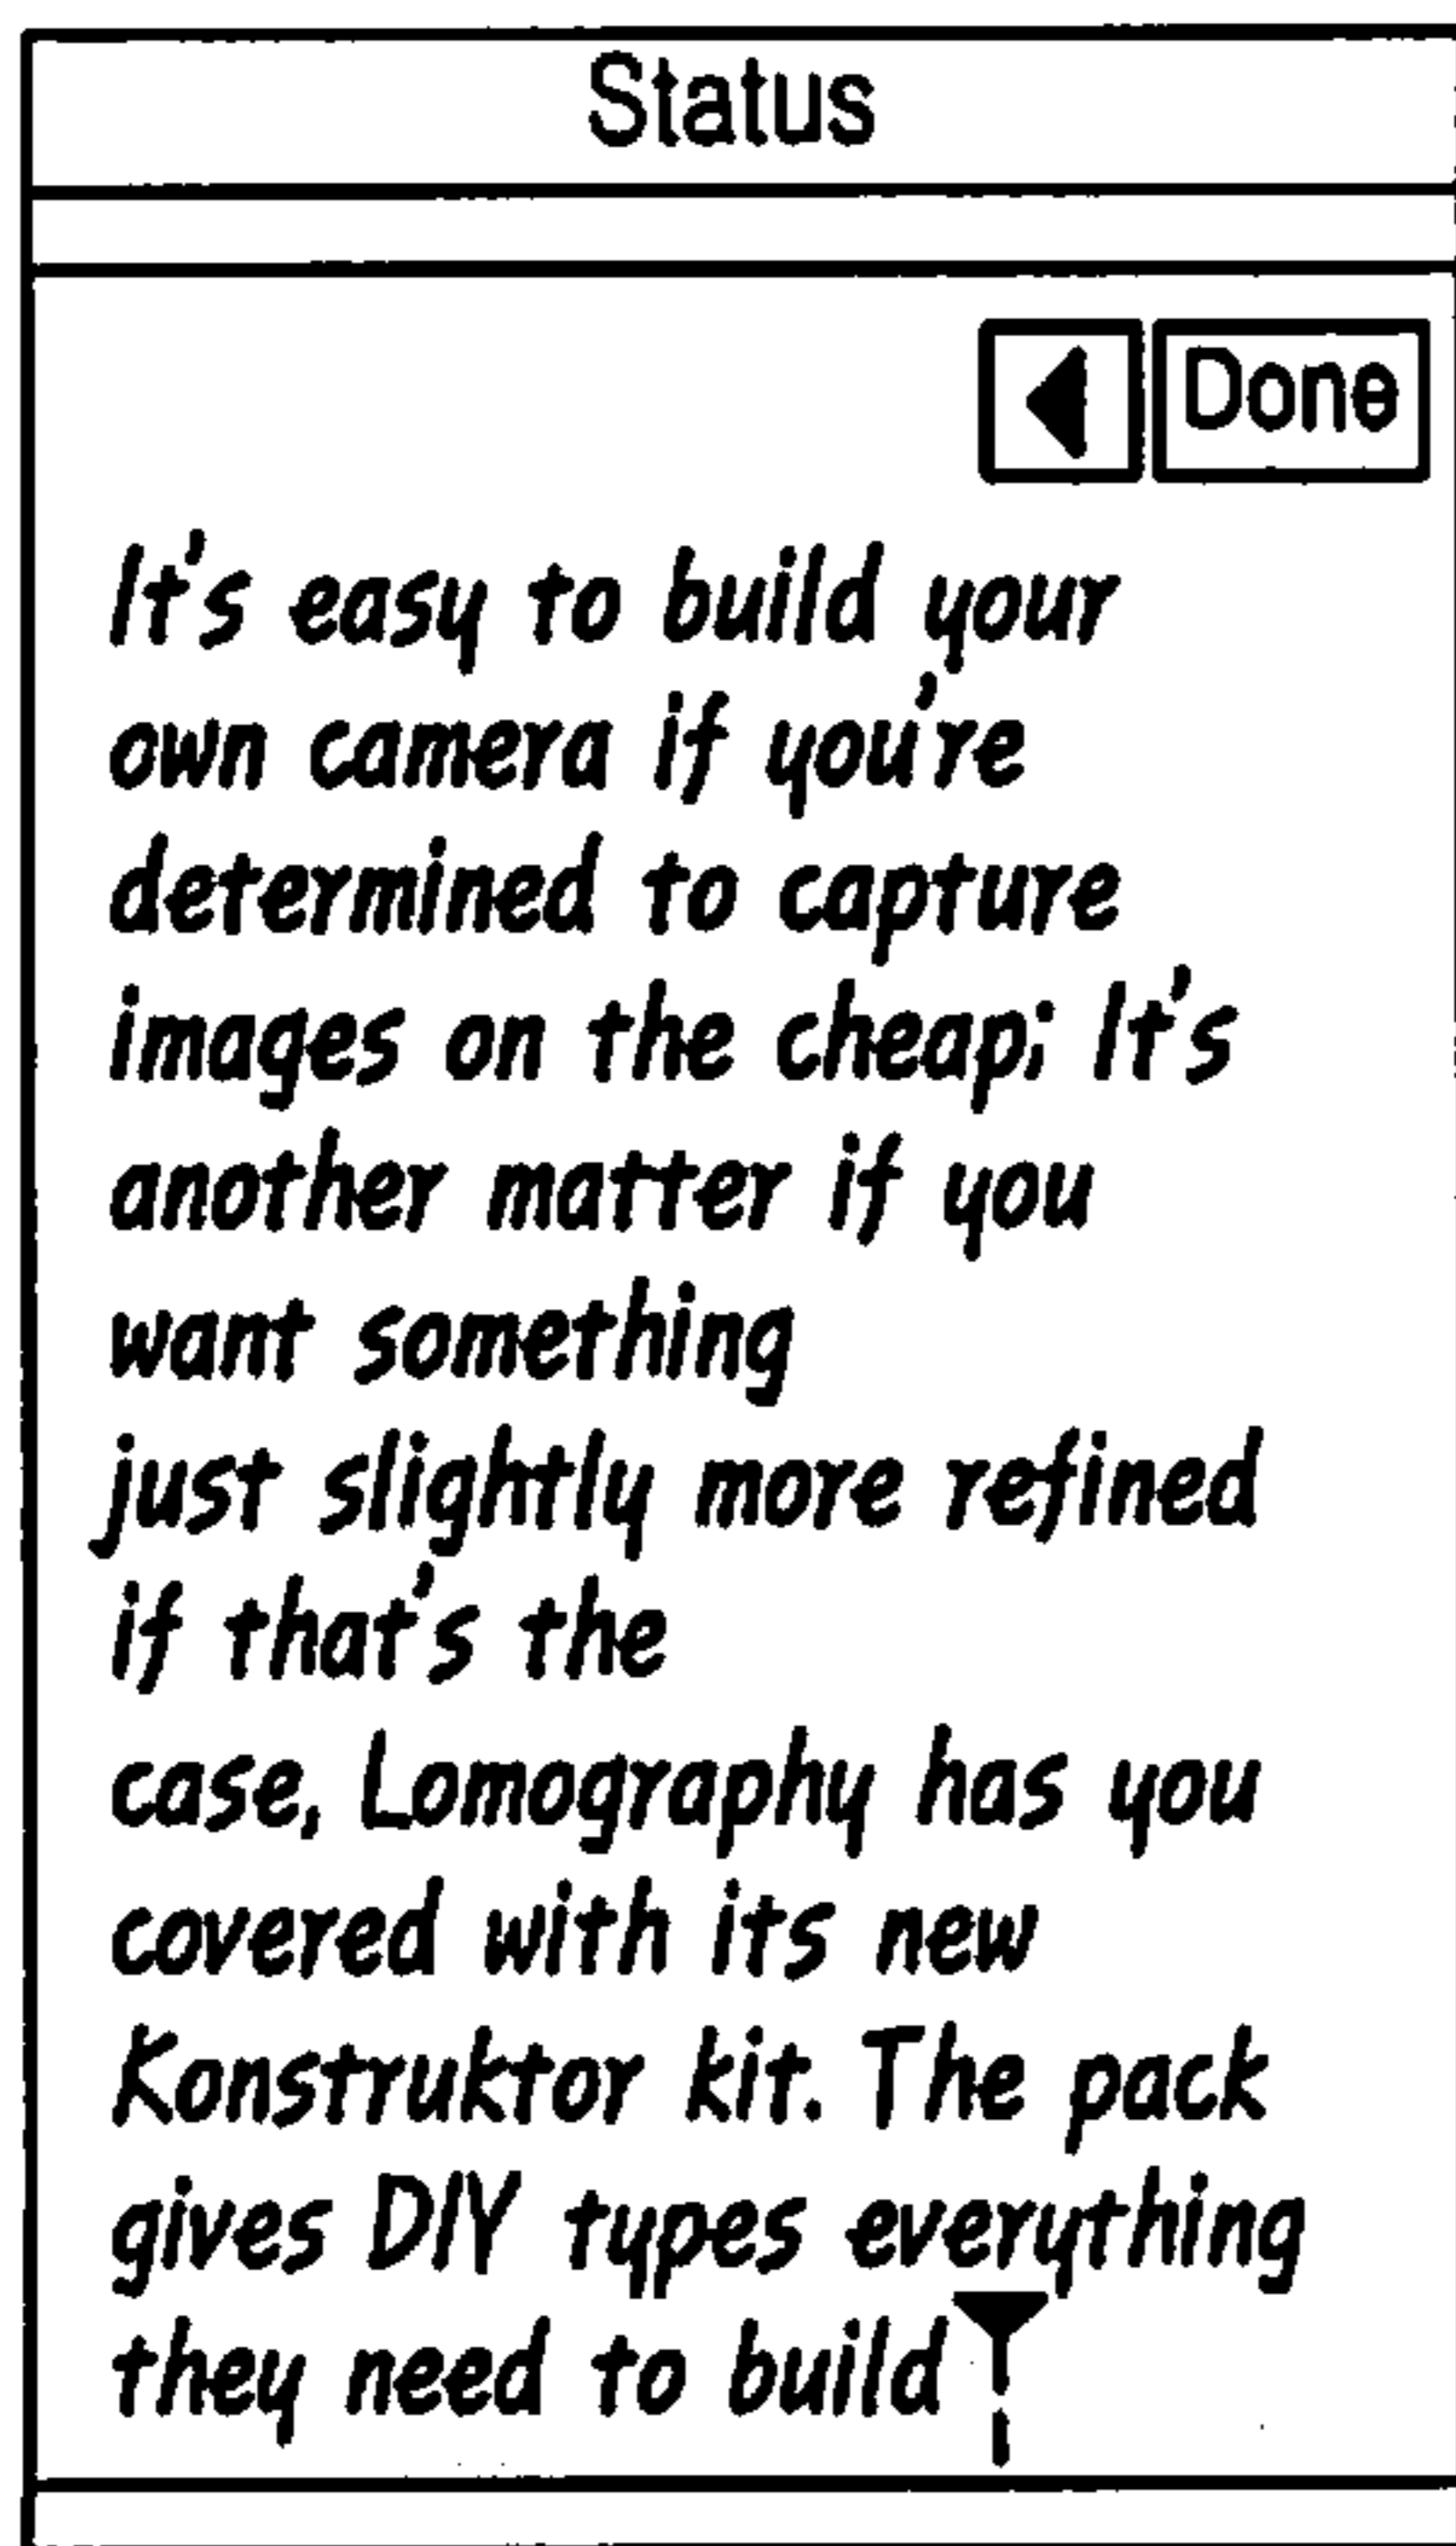 Status
Done
It's easy to build your
own camera if you're
determined to capture
images on the cheap; It's
another matter if you
want something
just slightly more refined
if that's the
case, Lomography has you
covered with its new
Konstruktor kit. The pack
gives DIY types everything
they need to build